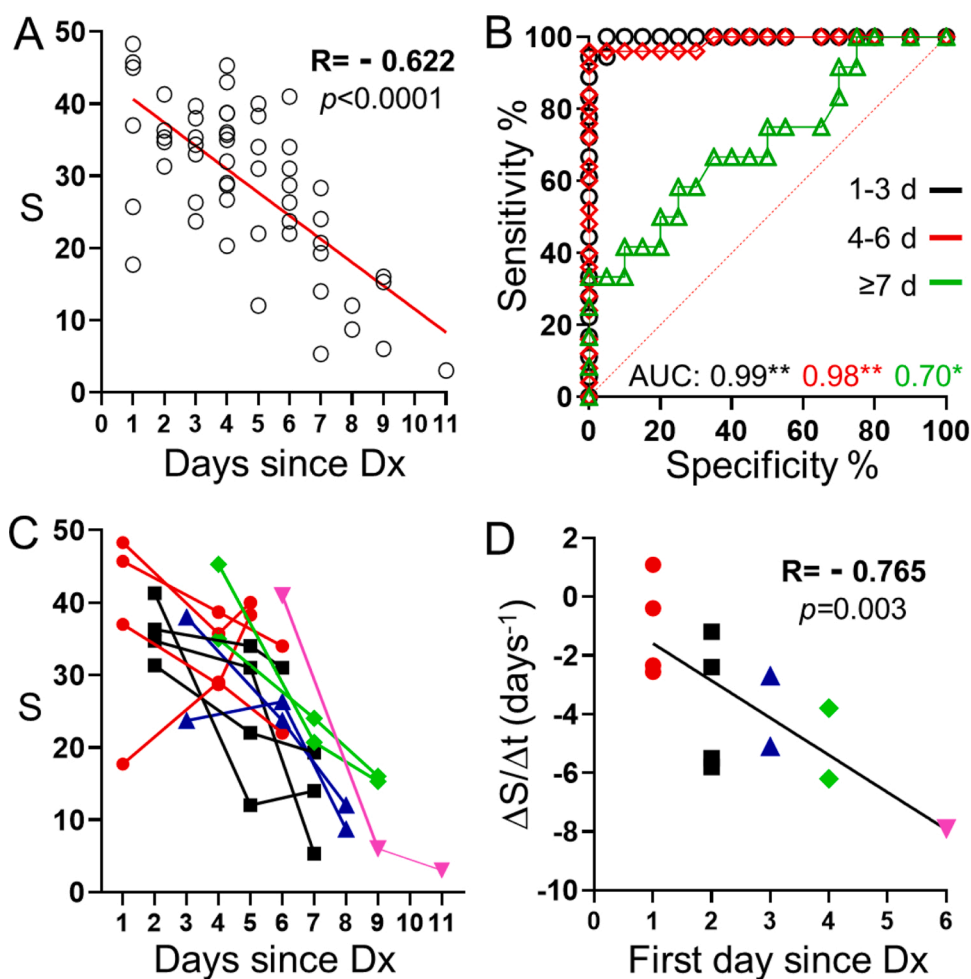 A
50
40
30
20
10
0
S
R= - 0.622
p<0.0001
0 1 2 3 4 5 6 7 8 9 10 11
Days since Dx
B
100
80
60
40
20
0
Sensitivity %
1-3 d
4-6 d
≥7 d
AUC: 0.99** 0.98** 0.70*
0 20 40 60 80 100
Specificity %
C
50
40
30
20
10
0
S
1 2 3 4 5 6 7 8 9 10 11
Days since Dx
D
2
0
-2
-4
-6
-8
-10
ΔS/Δt (days⁻¹)
R= - 0.765
p=0.003
0 1 2 3 4 5 6
First day since Dx